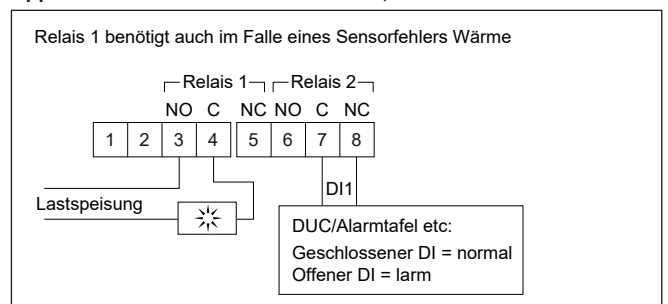 Relais 1 benötigt auch im Falle eines Sensorfehlers Wärme
Relais 1 Relais 2
NO C NC NO C NC
1 2 3 4 5 6 7 8
DI1
Lastspeisung
DUC/Alarmtafel etc:
Geschlossener DI = normal
Offener DI = larm